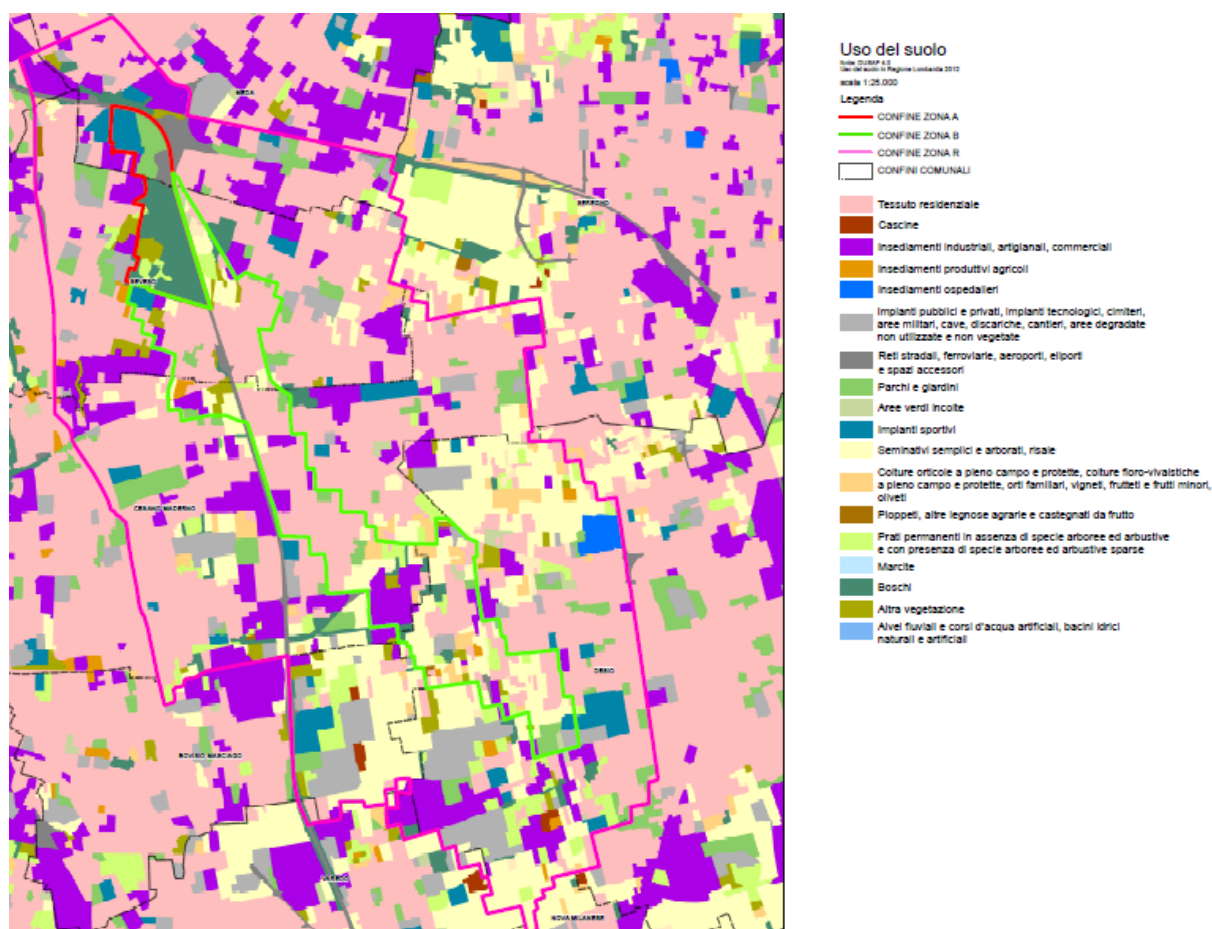 MEDA
SEREGNO
SEVESO
CESANO MADERNO
DESIO
BOVISIO MASCIAGO
VAREDO
NOVA MILANESE
Uso del suolo
fonte: DUSAF 4.0
Uso del suolo in Regione Lombardia 2012
scala 1:25.000
Legenda
CONFINE ZONA A
CONFINE ZONA B
CONFINE ZONA R
CONFINI COMUNALI
Tessuto residenziale
Cascine
Insediamenti industriali, artigianali, commerciali
Insediamenti produttivi agricoli
Insediamenti ospedalieri
Impianti pubblici e privati, impianti tecnologici, cimiteri,
aree militari, cave, discariche, cantieri, aree degradate
non utilizzate e non vegetate
Reti stradali, ferroviarie, aeroporti, eliporti
e spazi accessori
Parchi e giardini
Aree verdi incolte
Impianti sportivi
Seminativi semplici e arborati, risaie
Colture orticole a pieno campo e protette, colture floro-vivaistiche
a pieno campo e protette, orti familiari, vigneti, frutteti e frutti minori,
oliveti
Pioppeti, altre legnose agrarie e castagneti da frutto
Prati permanenti in assenza di specie arboree ed arbustive
e con presenza di specie arboree ed arbustive sparse
Marcite
Boschi
Altra vegetazione
Alvei fluviali e corsi d'acqua artificiali, bacini idrici
naturali e artificiali